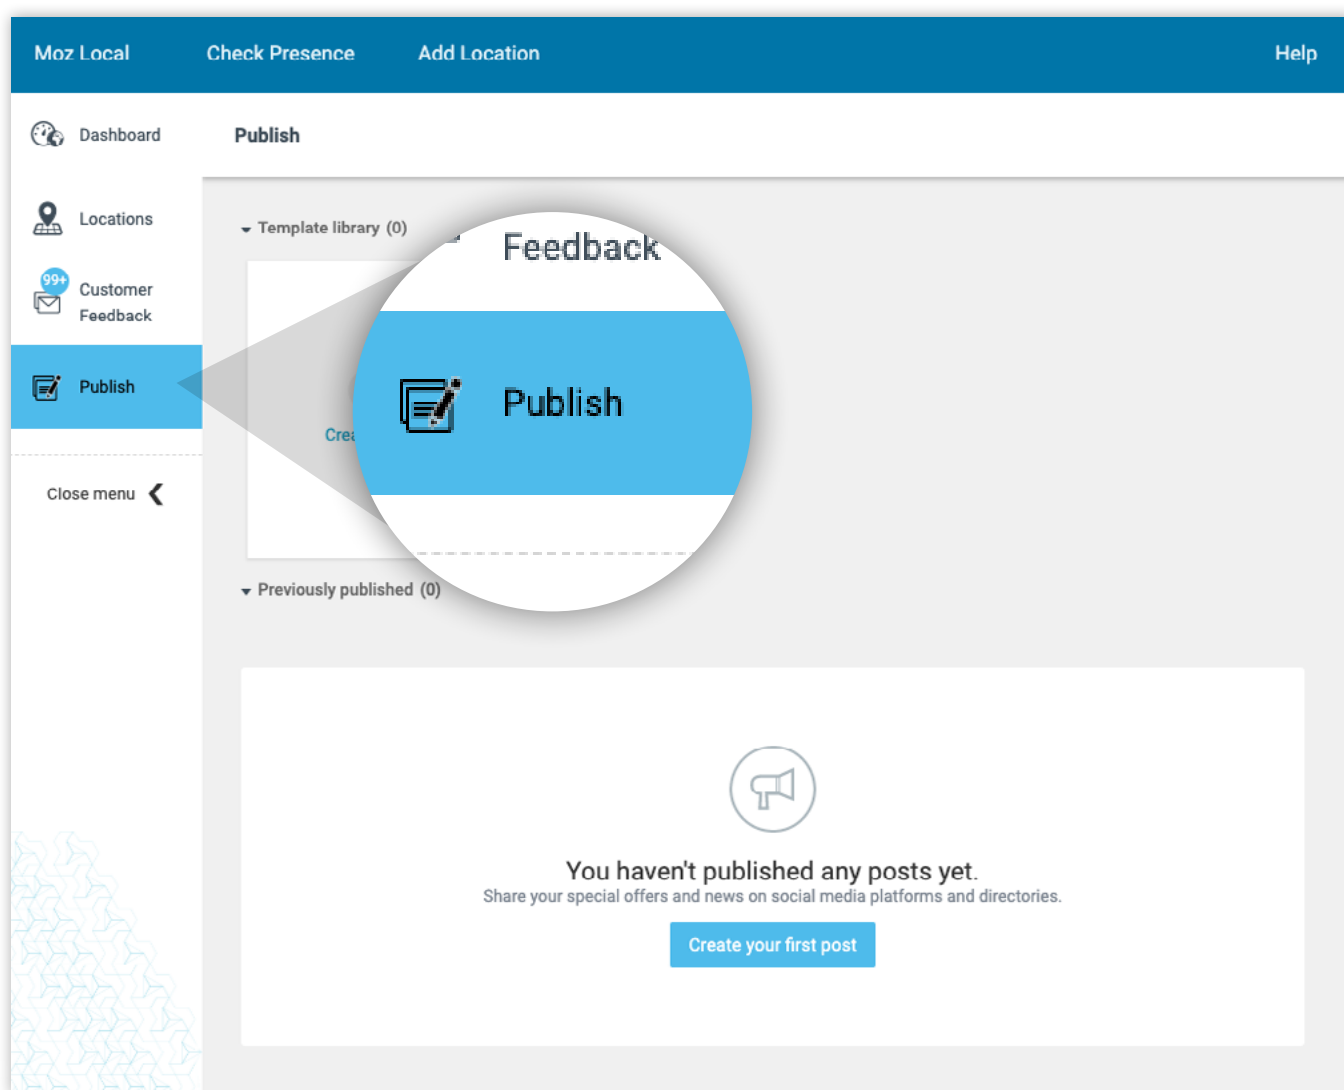 Moz Local Check Presence Add Location Help
Dashboard
Publish
Locations
Template library (0)
Feedback
99+
Customer
Feedback
Publish
Publish
Close menu
Previously published (0)
You haven't published any posts yet.
Share your special offers and news on social media platforms and directories.
Create your first post